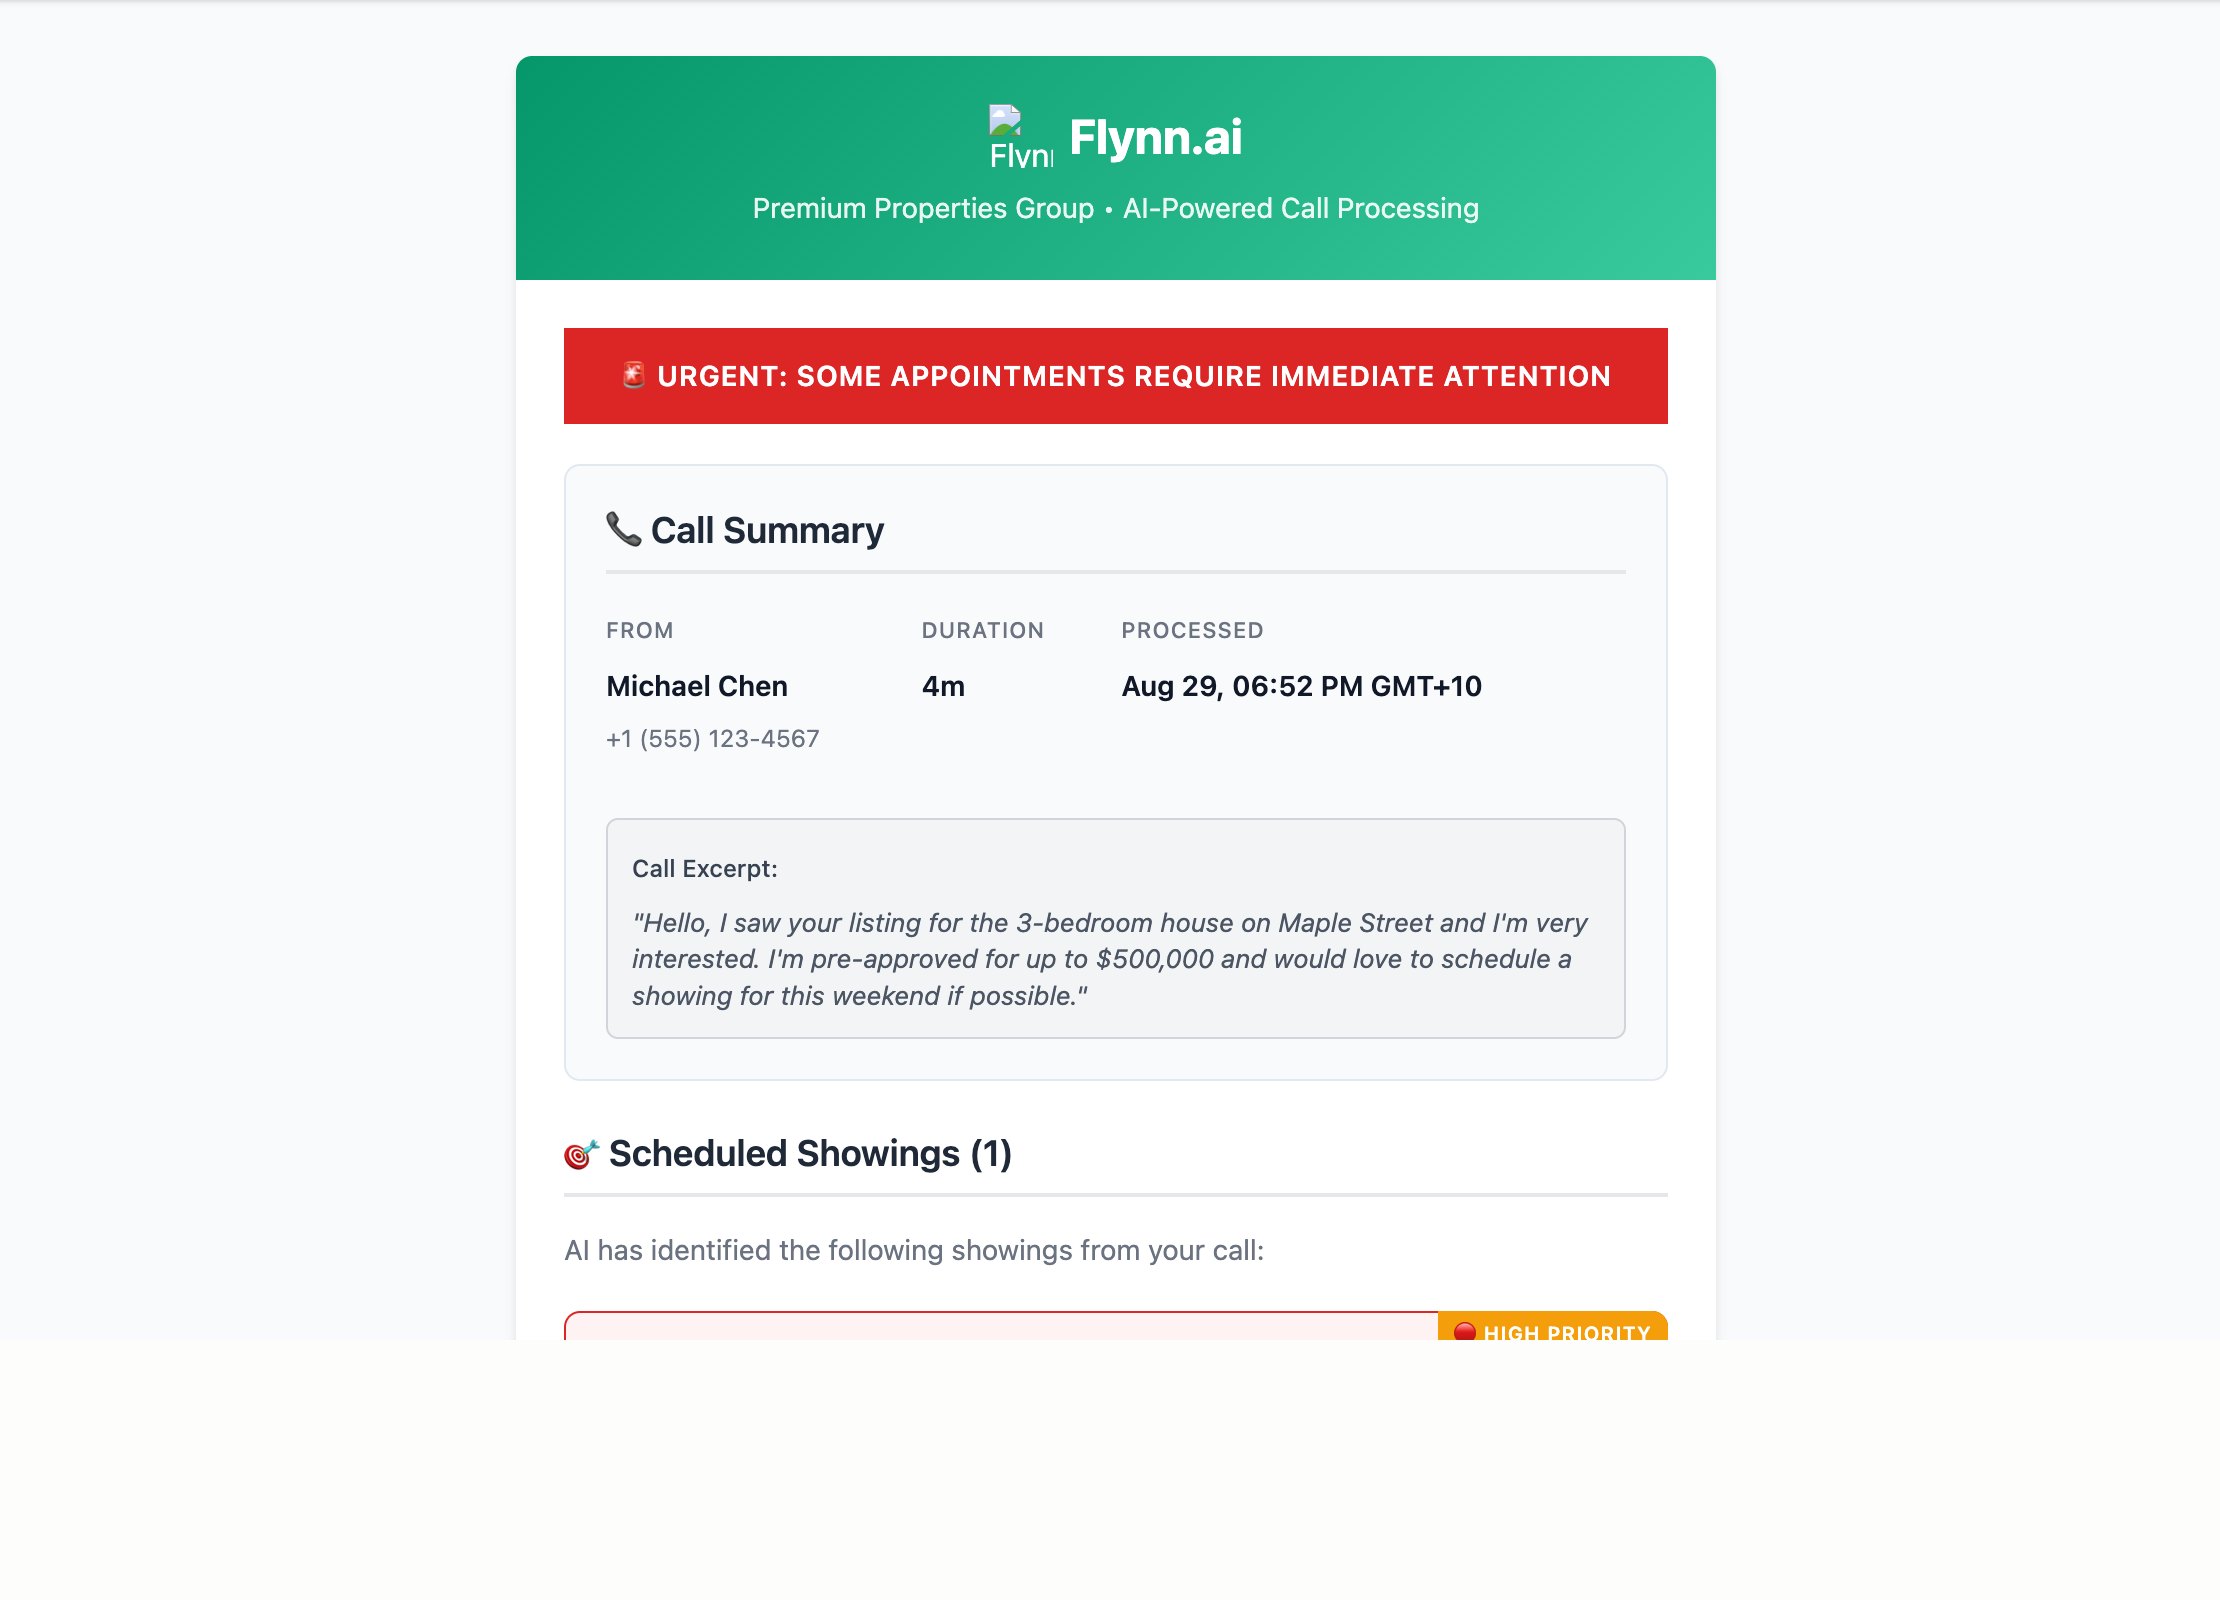 Flynn.ai
Premium Properties Group • AI-Powered Call Processing
🚨 URGENT: SOME APPOINTMENTS REQUIRE IMMEDIATE ATTENTION
📞 Call Summary
FROM DURATION PROCESSED
Michael Chen 4m Aug 29, 06:52 PM GMT+10
+1 (555) 123-4567
Call Excerpt:
"Hello, I saw your listing for the 3-bedroom house on Maple Street and I'm very
interested. I'm pre-approved for up to $500,000 and would love to schedule a
showing for this weekend if possible."
🎯 Scheduled Showings (1)
AI has identified the following showings from your call:
🔴 HIGH PRIORITY